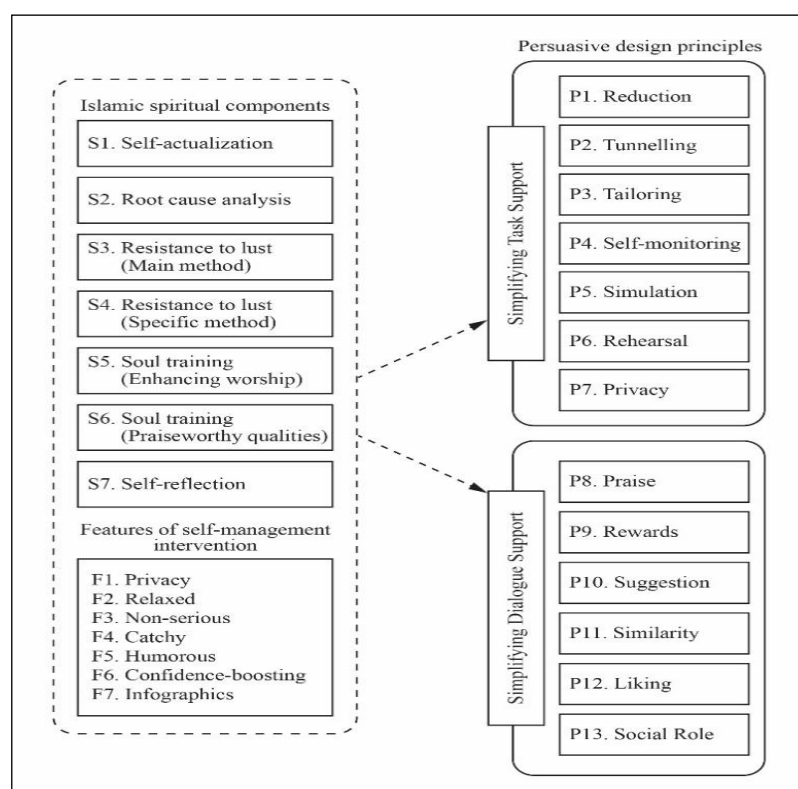 Islamic spiritual components
S1. Self-actualization
S2. Root cause analysis
S3. Resistance to lust
(Main method)
S4. Resistance to lust
(Specific method)
S5. Soul training
(Enhancing worship)
S6. Soul training
(Praiseworthy qualities)
S7. Self-reflection
Features of self-management
intervention
F1. Privacy
F2. Relaxed
F3. Non-serious
F4. Catchy
F5. Humorous
F6. Confidence-boosting
F7. Infographics
Persuasive design principles
Simplifying Task Support
P1. Reduction
P2. Tunnelling
P3. Tailoring
P4. Self-monitoring
P5. Simulation
P6. Rehearsal
P7. Privacy
Simplifying Dialogue Support
P8. Praise
P9. Rewards
P10. Suggestion
P11. Similarity
P12. Liking
P13. Social Role